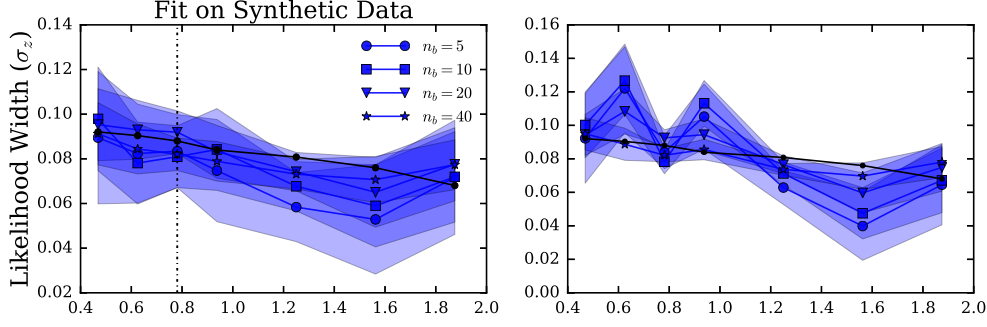 Fit on Synthetic Data
Likelihood Width (σ_z)
0.14
0.12
0.10
0.08
0.06
0.04
0.02
0.4 0.6 0.8 1.0 1.2 1.4 1.6 1.8 2.0
n_b = 5
n_b = 10
n_b = 20
n_b = 40
0.16
0.14
0.12
0.10
0.08
0.06
0.04
0.02
0.00
0.4 0.6 0.8 1.0 1.2 1.4 1.6 1.8 2.0